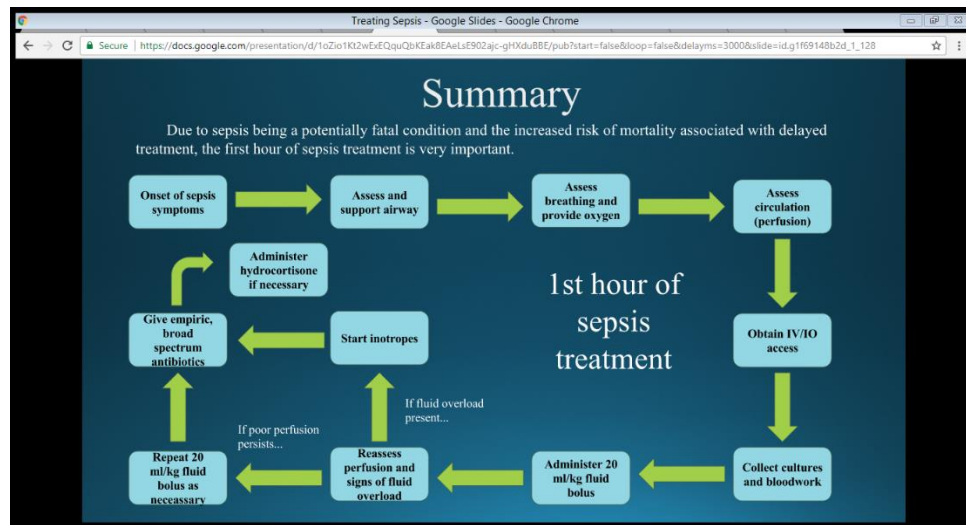 Treating Sepsis - Google Slides - Google Chrome
Secure | https://docs.google.com/presentation/d/1oZio1Kt2wExEQquQbKEak8EAeLsE902ajc-gHXduBBE/pub?start=false&loop=false&delayms=3000&slide=id.g1f69148b2d_1_128
Summary
Due to sepsis being a potentially fatal condition and the increased risk of mortality associated with delayed
treatment, the first hour of sepsis treatment is very important.
Onset of sepsis
symptoms
Assess and
support airway
Assess
breathing and
provide oxygen
Assess
circulation
(perfusion)
Administer
hydrocortisone
if necessary
1st hour of
sepsis
treatment
Give empiric,
broad
spectrum
antibiotics
Start inotropes
Obtain IV/IO
access
If fluid overload
present...
If poor perfusion
persists...
Repeat 20
ml/kg fluid
bolus as
neceassary
Reassess
perfusion and
signs of fluid
overload
Administer 20
ml/kg fluid
bolus
Collect cultures
and bloodwork